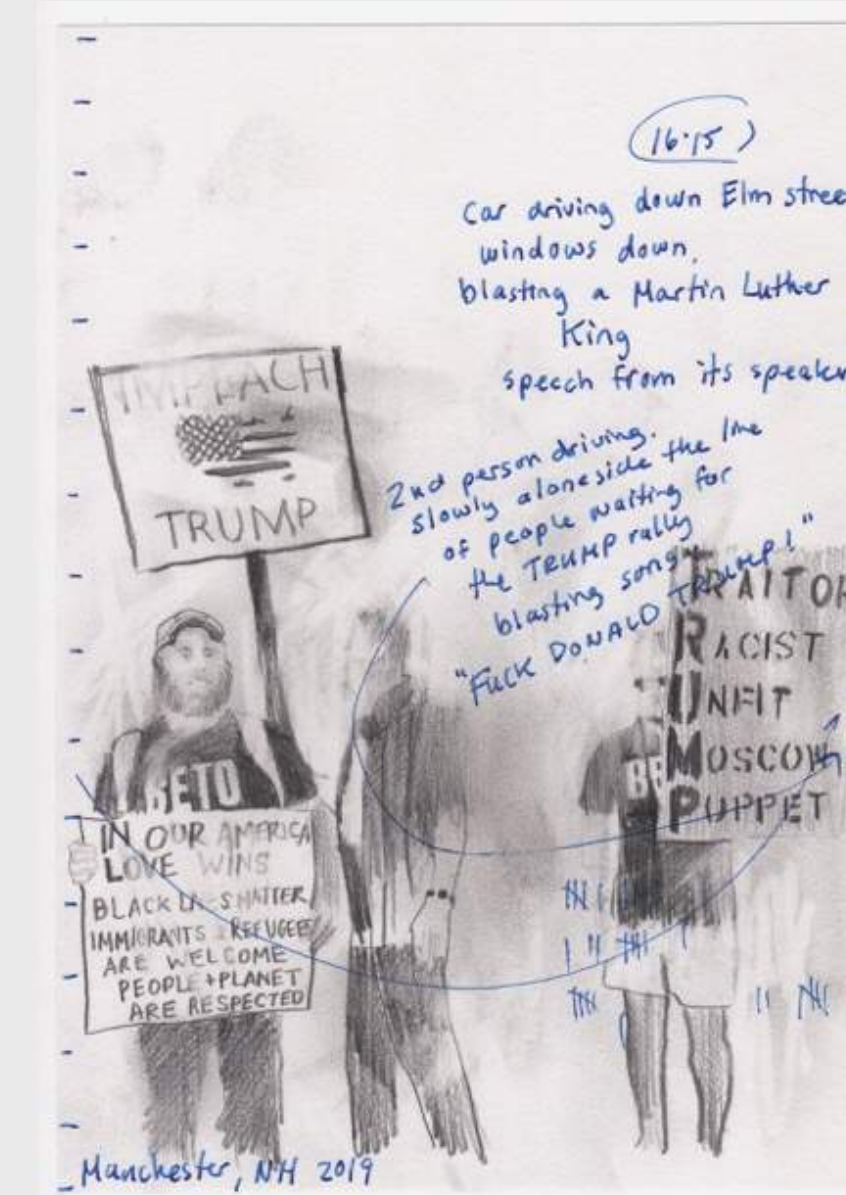 16.15
Car driving down Elm stree
windows down,
blasting a Martin Luther
King
speech from its speaker
2nd person driving.
slowly aloneside the line
of people waiting for
the TRUMP rally
blasting song
"FUCK DONALD TRUMP!"
IMPEACH
TRUMP
BETO
IN OUR AMERICA
LOVE WINS
BLACK LIVES MATTER
IMMIGRANTS & REFUGEES
ARE WELCOME
PEOPLE + PLANET
ARE RESPECTED
BE
TRAITOR
RACIST
UNFIT
MOSCOW
PUPPET
Manchester, NH 2019